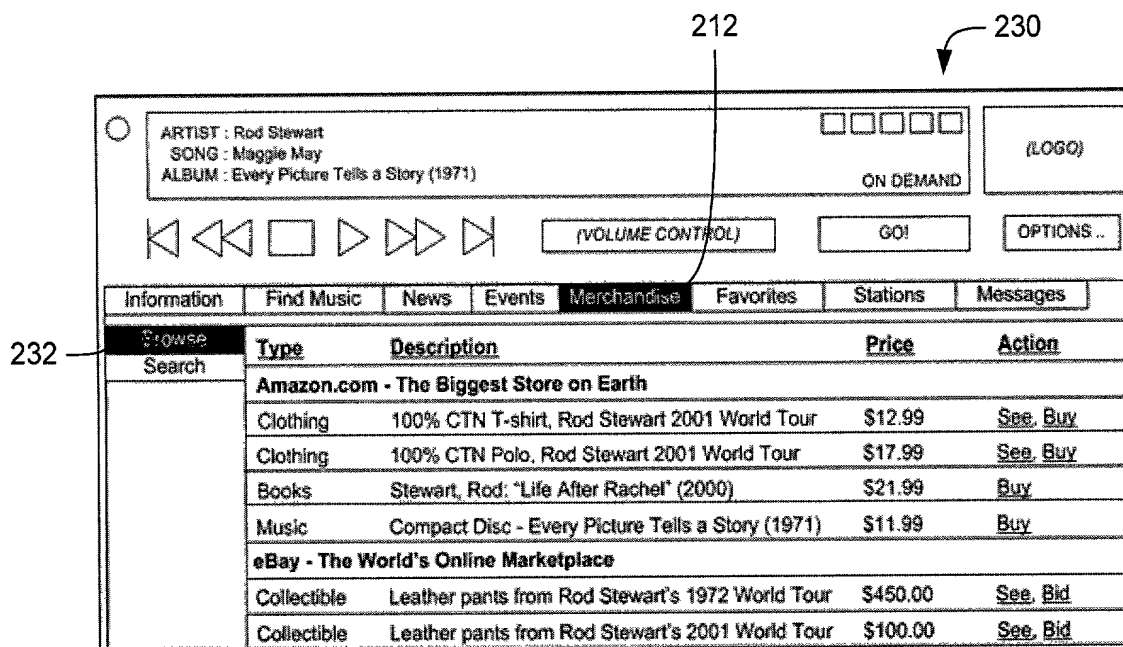 212
230
ARTIST : Rod Stewart
SONG : Maggie May
ALBUM : Every Picture Tells a Story (1971)
ON DEMAND
(LOGO)
(VOLUME CONTROL)
GO!
OPTIONS ..
Information Find Music News Events Merchandise Favorites Stations Messages
232
Browse
Search
Type Description Price Action
Amazon.com - The Biggest Store on Earth
Clothing 100% CTN T-shirt, Rod Stewart 2001 World Tour $12.99 See, Buy
Clothing 100% CTN Polo, Rod Stewart 2001 World Tour $17.99 See, Buy
Books Stewart, Rod: "Life After Rachel" (2000) $21.99 Buy
Music Compact Disc - Every Picture Tells a Story (1971) $11.99 Buy
eBay - The World's Online Marketplace
Collectible Leather pants from Rod Stewart's 1972 World Tour $450.00 See, Bid
Collectible Leather pants from Rod Stewart's 2001 World Tour $100.00 See, Bid